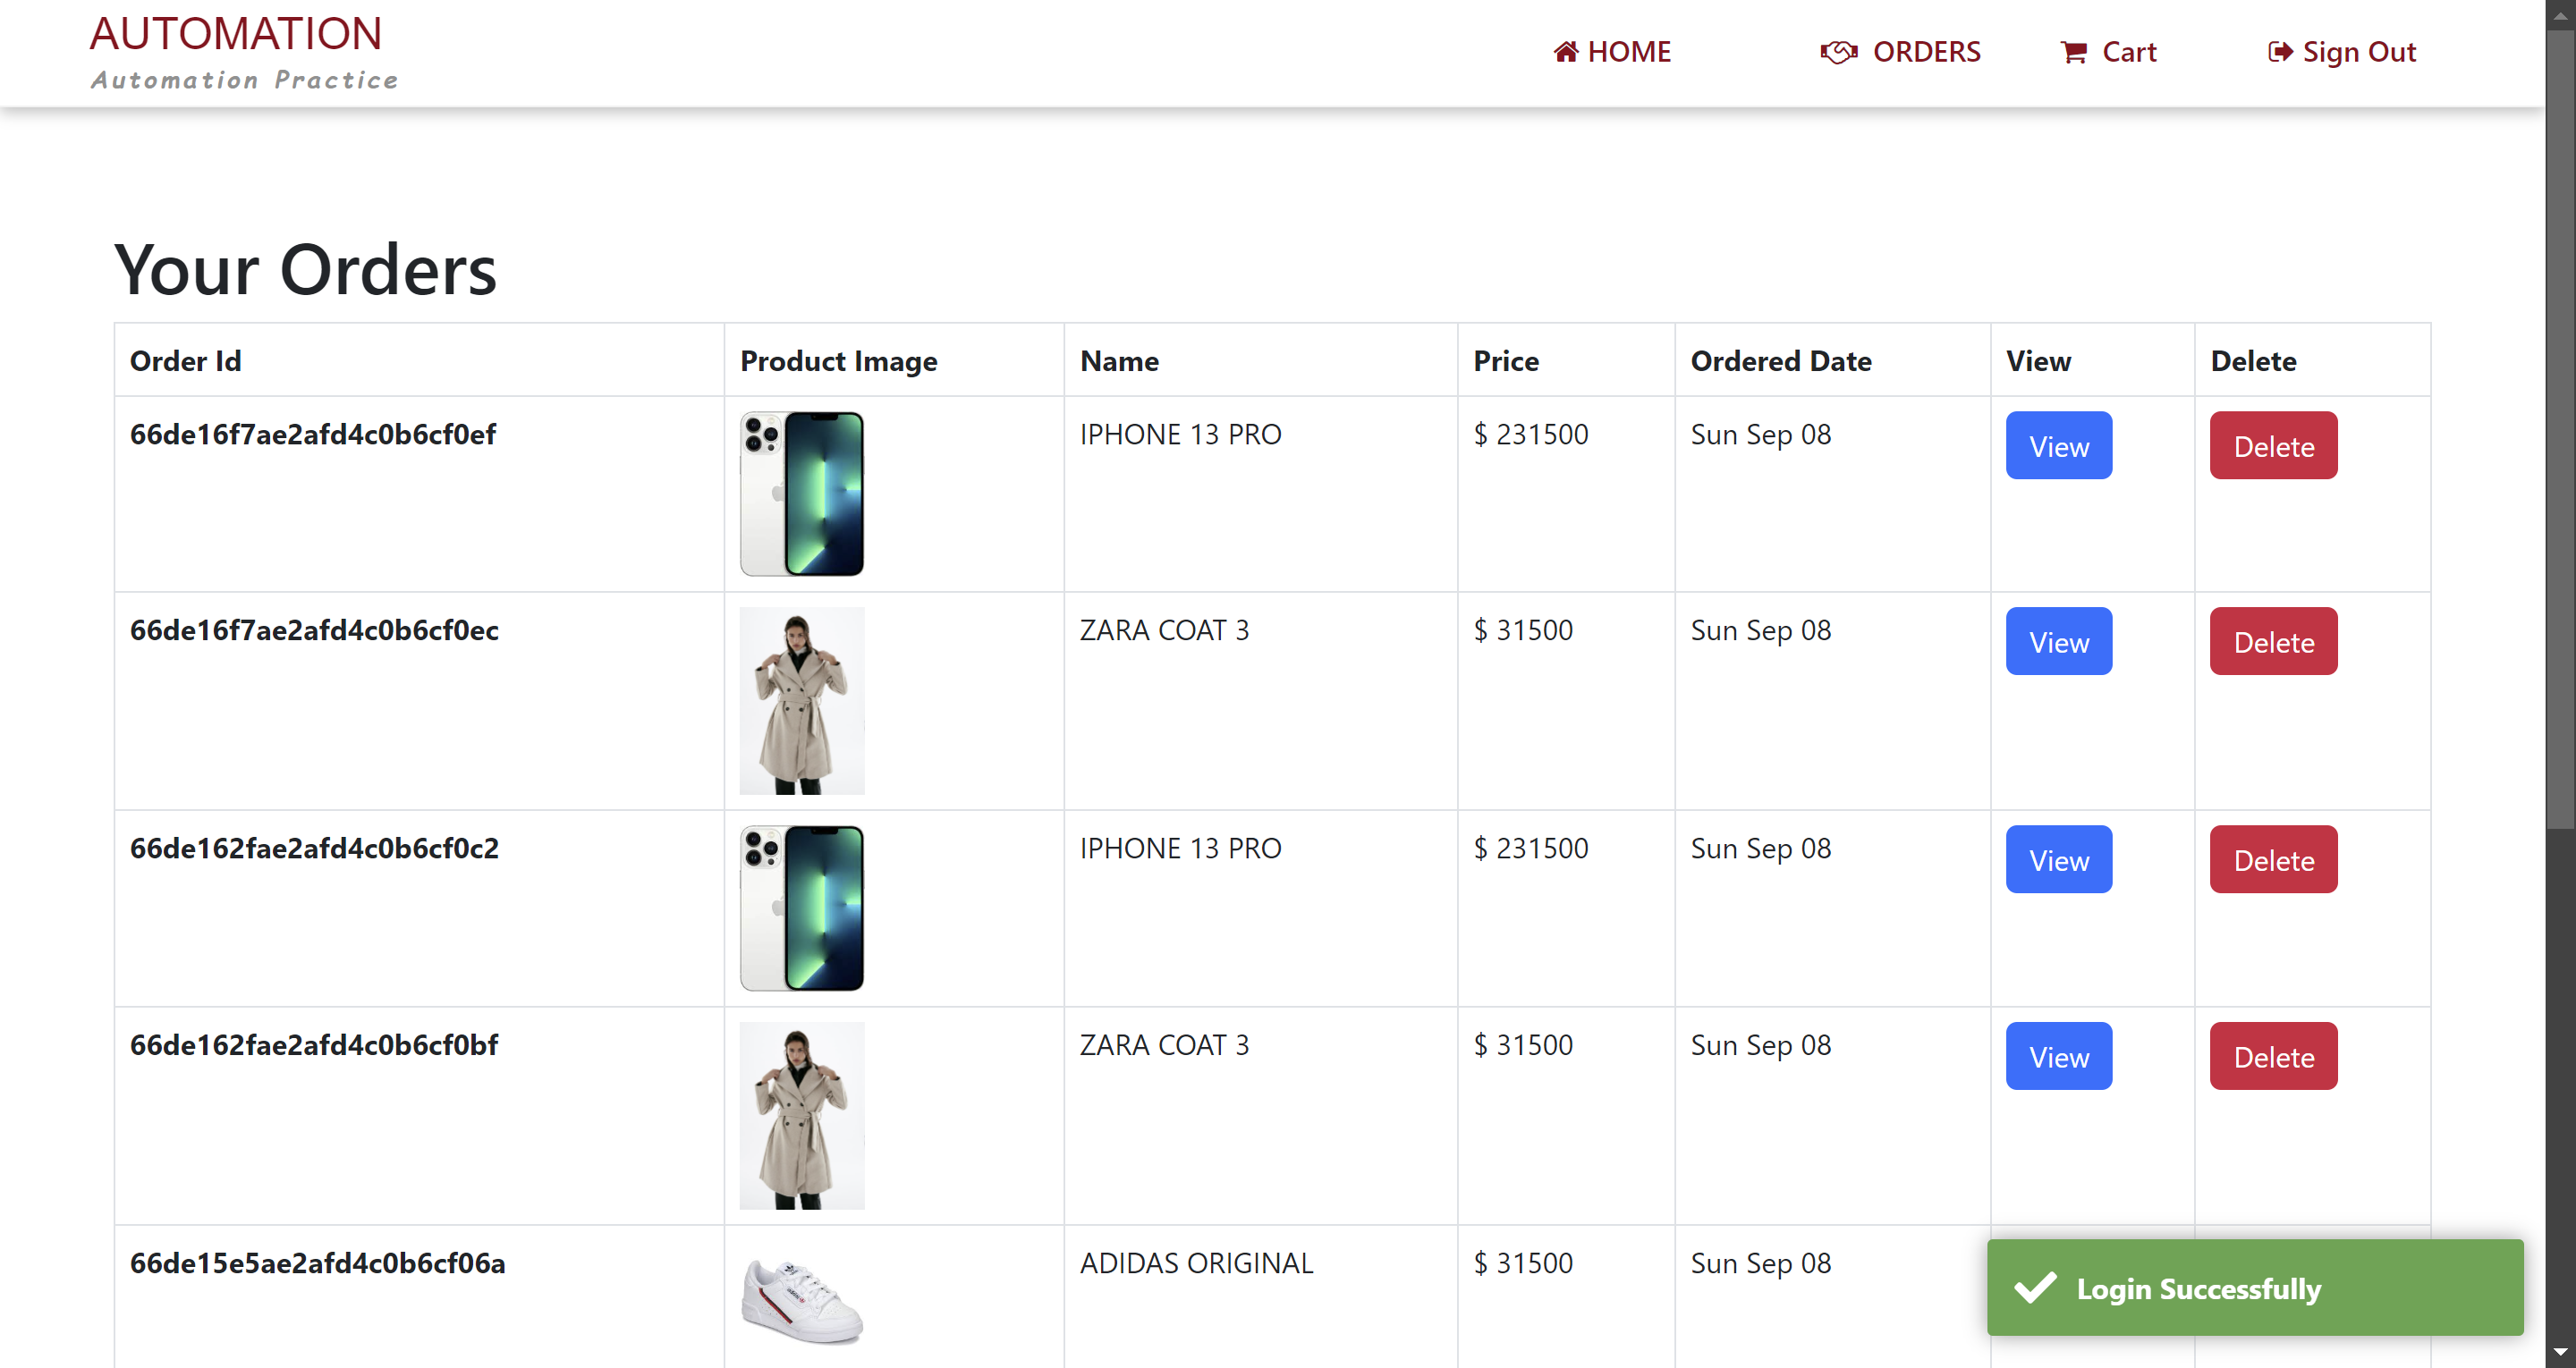 AUTOMATION
Automation Practice
HOME ORDERS Cart Sign Out
Your Orders
Order Id Product Image Name Price Ordered Date View Delete
66de16f7ae2afd4c0b6cf0ef IPHONE 13 PRO $ 231500 Sun Sep 08 View Delete
66de16f7ae2afd4c0b6cf0ec ZARA COAT 3 $ 31500 Sun Sep 08 View Delete
66de162fae2afd4c0b6cf0c2 IPHONE 13 PRO $ 231500 Sun Sep 08 View Delete
66de162fae2afd4c0b6cf0bf ZARA COAT 3 $ 31500 Sun Sep 08 View Delete
66de15e5ae2afd4c0b6cf06a ADIDAS ORIGINAL $ 31500 Sun Sep 08
Login Successfully